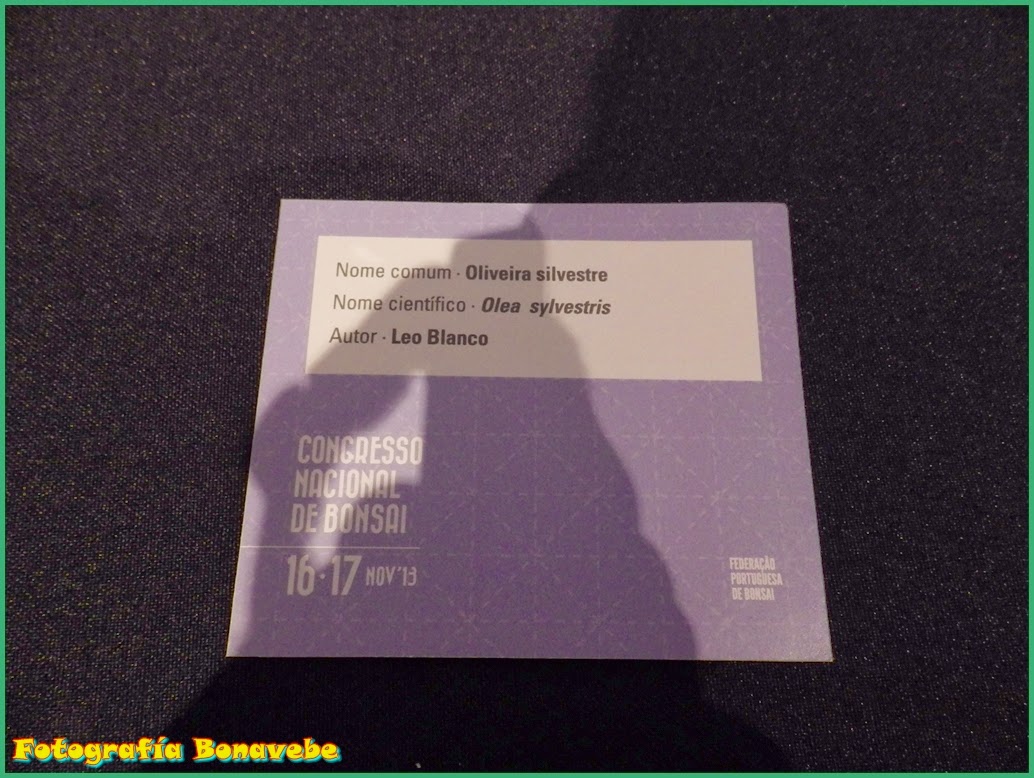 Nome comum · Oliveira silvestre
Nome científico · Olea sylvestris
Autor · Leo Blanco
CONGRESSO
NACIONAL
DE BONSAI
16·17 NOV'13
FEDERAÇÃO
PORTUGUESA
DE BONSAI
Fotografía Bonavebe